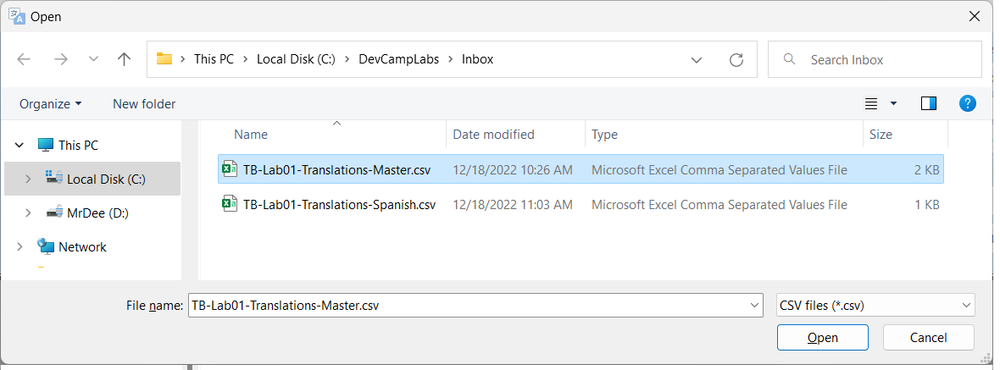 Open
This PC > Local Disk (C:) > DevCampLabs > Inbox
Search Inbox
Organize New folder
Name Date modified Type Size
This PC
Local Disk (C:)
MrDee (D:)
Network
TB-Lab01-Translations-Master.csv 12/18/2022 10:26 AM Microsoft Excel Comma Separated Values File 2 KB
TB-Lab01-Translations-Spanish.csv 12/18/2022 11:03 AM Microsoft Excel Comma Separated Values File 1 KB
File name: TB-Lab01-Translations-Master.csv CSV files (*.csv)
Open Cancel